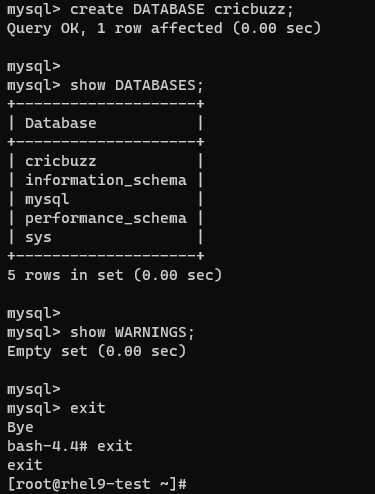 mysql> create DATABASE cricbuzz;
Query OK, 1 row affected (0.00 sec)

mysql>
mysql> show DATABASES;
+--------------------+
| Database           |
+--------------------+
| cricbuzz           |
| information_schema |
| mysql              |
| performance_schema |
| sys                |
+--------------------+
5 rows in set (0.00 sec)

mysql>
mysql> show WARNINGS;
Empty set (0.00 sec)

mysql>
mysql> exit
Bye
bash-4.4# exit
exit
[root@rhel9-test ~]#